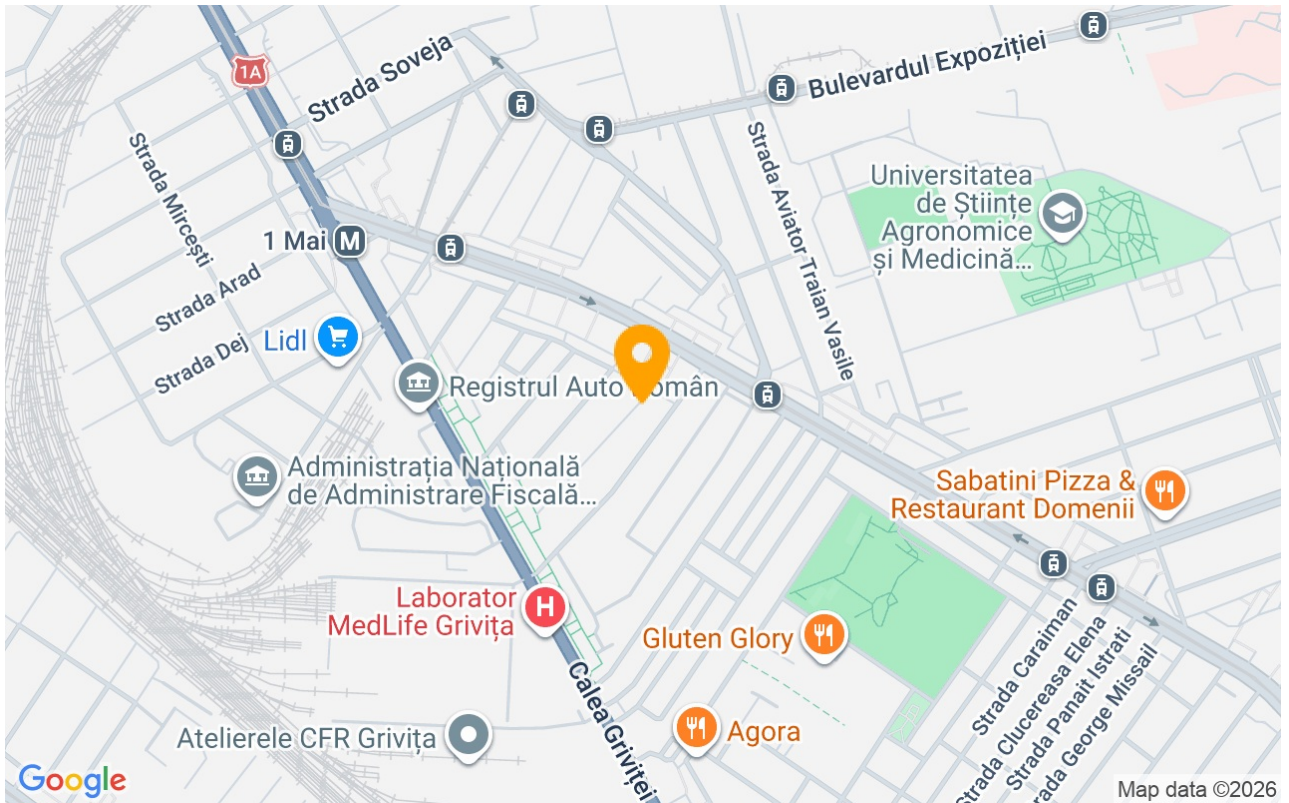 1A
Strada Soveja
Bulevardul Expoziției
Strada Mircești
Strada Aviator Traian Vasile
Universitatea
de Științe
Agronomice
și Medicină...
1 Mai M
Strada Arad
Lidl
Strada Dej
Registrul Auto Român
Administrația Națională
de Administrare Fiscală...
Sabatini Pizza &
Restaurant Domenii
Laborator
MedLife Grivița
H
Gluten Glory
Strada Caraiman
Strada Clucereasa Elena
Strada Panait Istrati
rada George Missail
Calea Griviței
Agora
Atelierele CFR Grivița
Google
Map data ©2026